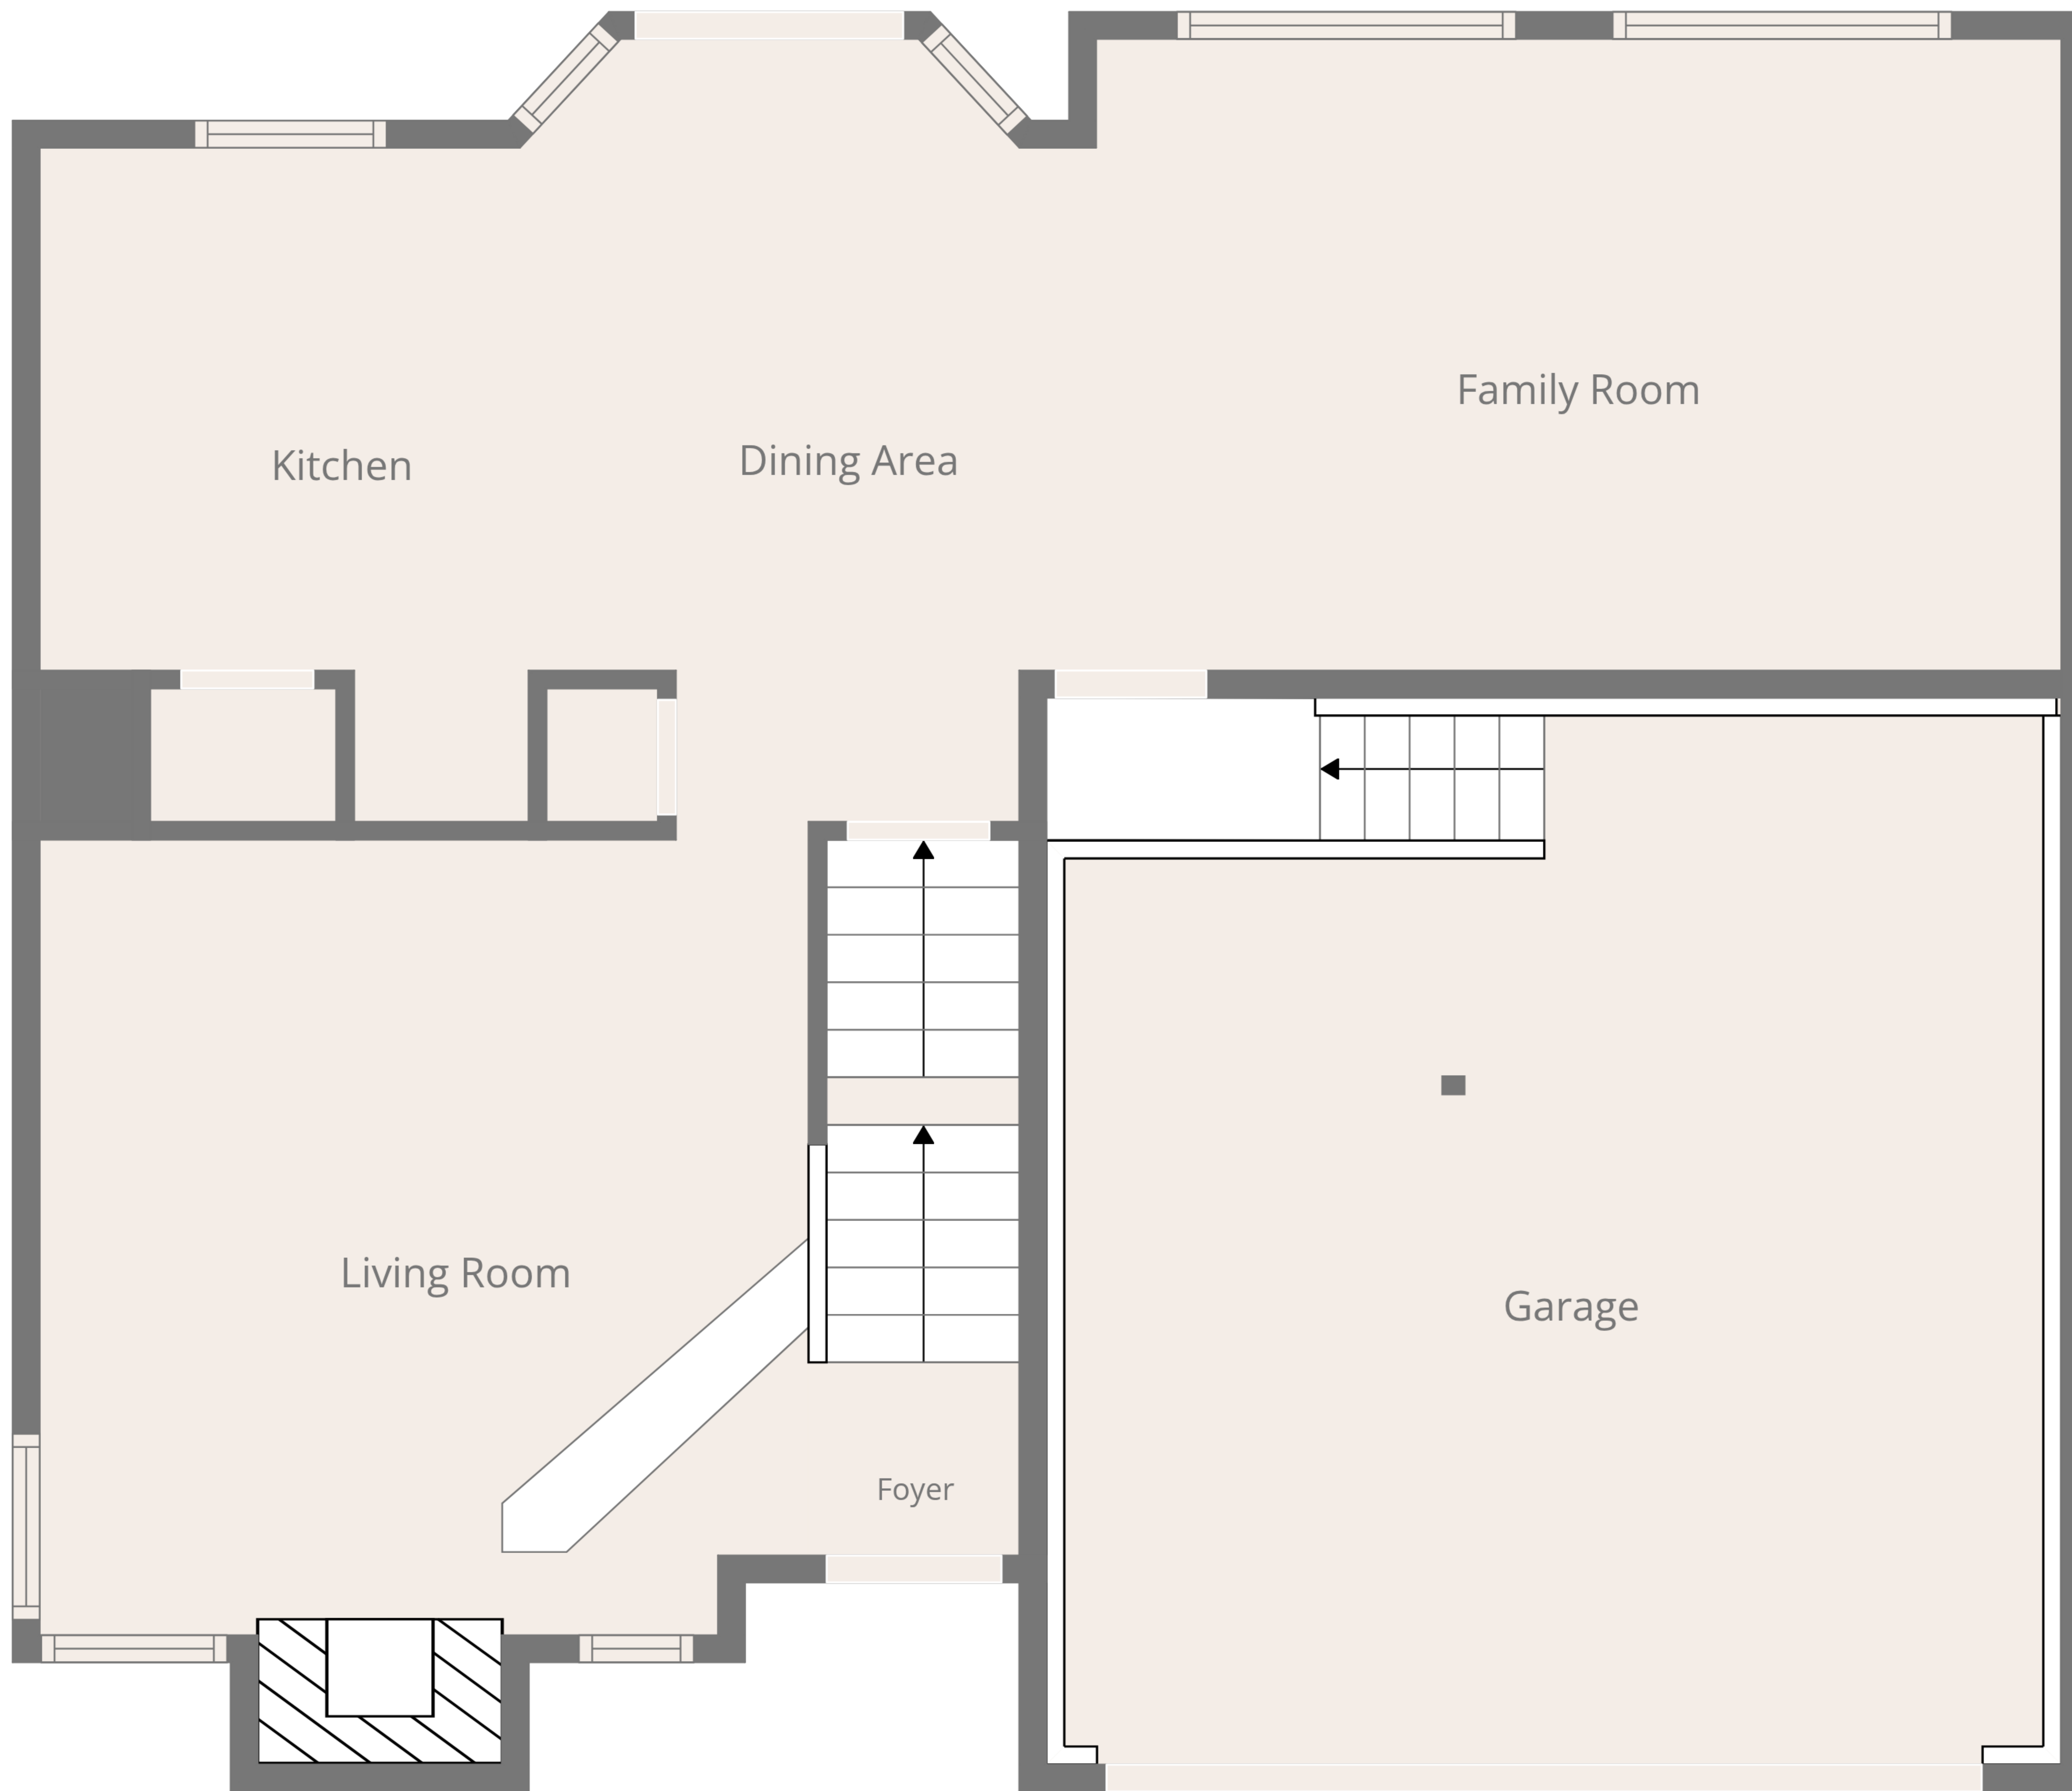 Family Room
Dining Area
Kitchen
Living Room
Garage
Foyer